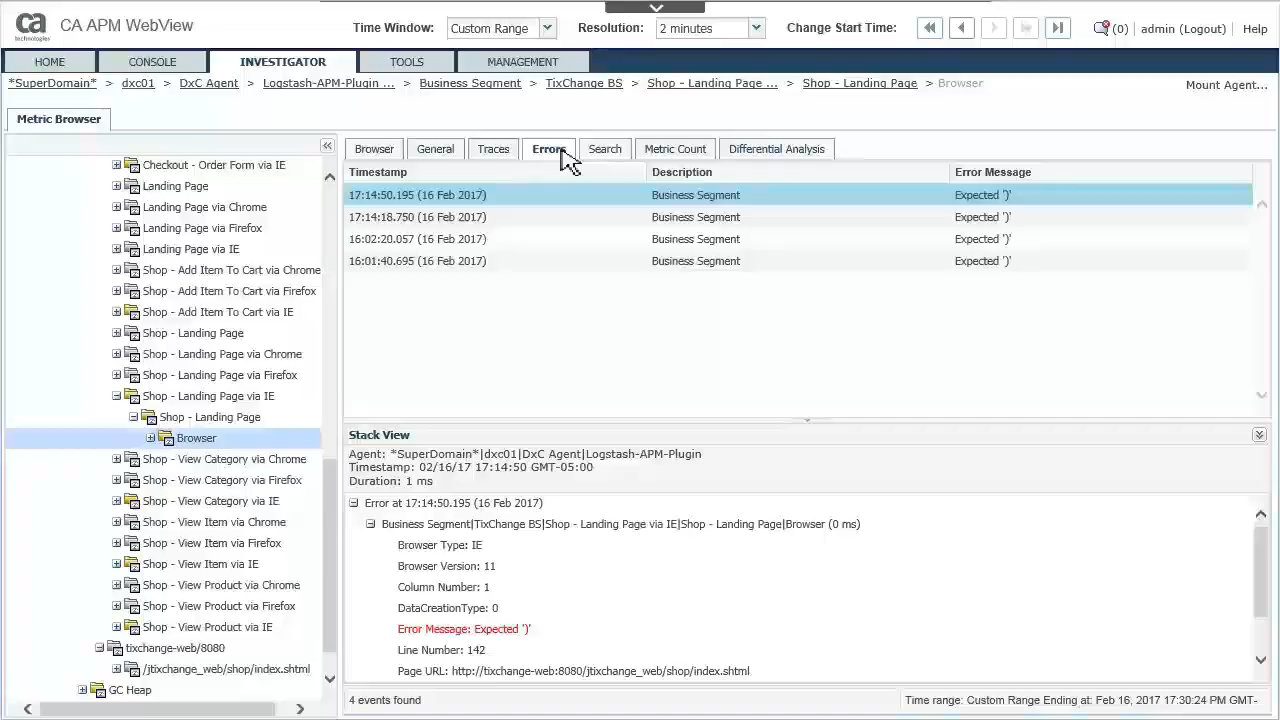 ca technologies CA APM WebView Time Window: Custom Range Resolution: 2 minutes Change Start Time: (0) admin (Logout) Help
HOME CONSOLE INVESTIGATOR TOOLS MANAGEMENT
*SuperDomain* > dxc01 > DxC Agent > Logstash-APM-Plugin ... > Business Segment > TixChange BS > Shop - Landing Page ... > Shop - Landing Page > Browser Mount Agent...
Metric Browser
Checkout - Order Form via IE
Landing Page
Landing Page via Chrome
Landing Page via Firefox
Landing Page via IE
Shop - Add Item To Cart via Chrome
Shop - Add Item To Cart via Firefox
Shop - Add Item To Cart via IE
Shop - Landing Page
Shop - Landing Page via Chrome
Shop - Landing Page via Firefox
Shop - Landing Page via IE
Shop - Landing Page
Browser
Shop - View Category via Chrome
Shop - View Category via Firefox
Shop - View Category via IE
Shop - View Item via Chrome
Shop - View Item via Firefox
Shop - View Item via IE
Shop - View Product via Chrome
Shop - View Product via Firefox
Shop - View Product via IE
tixchange-web/8080
/jtixchange_web/shop/index.shtml
GC Heap
Browser General Traces Errors Search Metric Count Differential Analysis
Timestamp Description Error Message
17:14:50.195 (16 Feb 2017) Business Segment Expected ')'
17:14:18.750 (16 Feb 2017) Business Segment Expected ')'
16:02:20.057 (16 Feb 2017) Business Segment Expected ')'
16:01:40.695 (16 Feb 2017) Business Segment Expected ')'
Stack View
Agent: *SuperDomain*|dxc01|DxC Agent|Logstash-APM-Plugin
Timestamp: 02/16/17 17:14:50 GMT-05:00
Duration: 1 ms
Error at 17:14:50.195 (16 Feb 2017)
Business Segment|TixChange BS|Shop - Landing Page via IE|Shop - Landing Page|Browser (0 ms)
Browser Type: IE
Browser Version: 11
Column Number: 1
DataCreationType: 0
Error Message: Expected ')'
Line Number: 142
Page URL: http://tixchange-web:8080/jtixchange_web/shop/index.shtml
4 events found Time range: Custom Range Ending at: Feb 16, 2017 17:30:24 PM GMT-